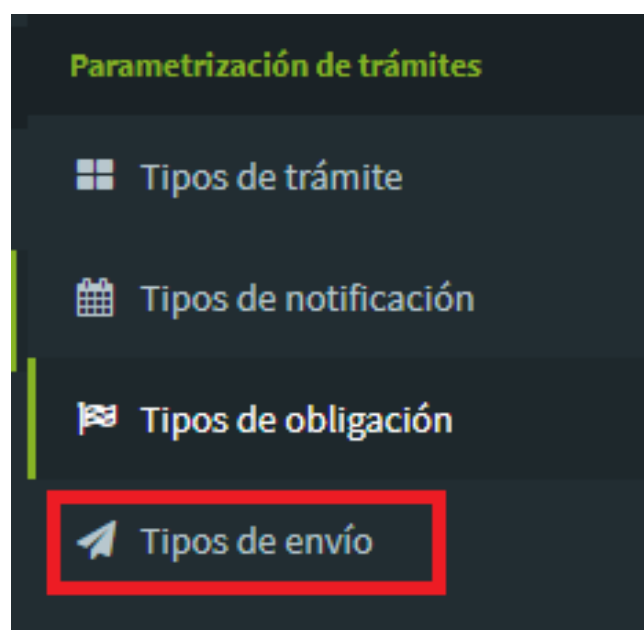 Parametrización de trámites
Tipos de trámite
Tipos de notificación
Tipos de obligación
Tipos de envío